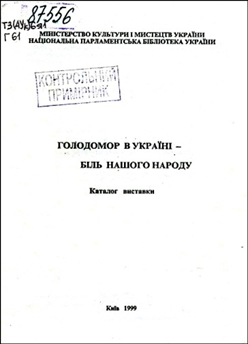 87556
Г 61
МІНІСТЕРСТВО КУЛЬТУРИ І МИСТЕЦТВ УКРАЇНИ
НАЦІОНАЛЬНА ПАРЛАМЕНТСЬКА БІБЛІОТЕКА УКРАЇНИ
КОНТРОЛЬНИЙ
ПРИМІРНИК
ГОЛОДОМОР В УКРАЇНІ –
БІЛЬ НАШОГО НАРОДУ
Каталог виставки
Київ 1999